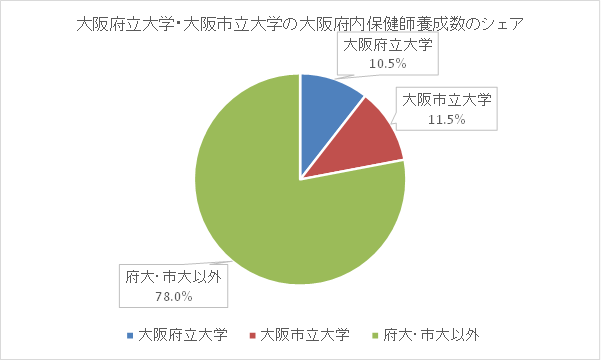 大阪府立大学・大阪市立大学の大阪府内保健師養成数のシェア
大阪府立大学
10.5%
大阪市立大学
11.5%
府大・市大以外
78.0%
大阪府立大学 大阪市立大学 府大・市大以外